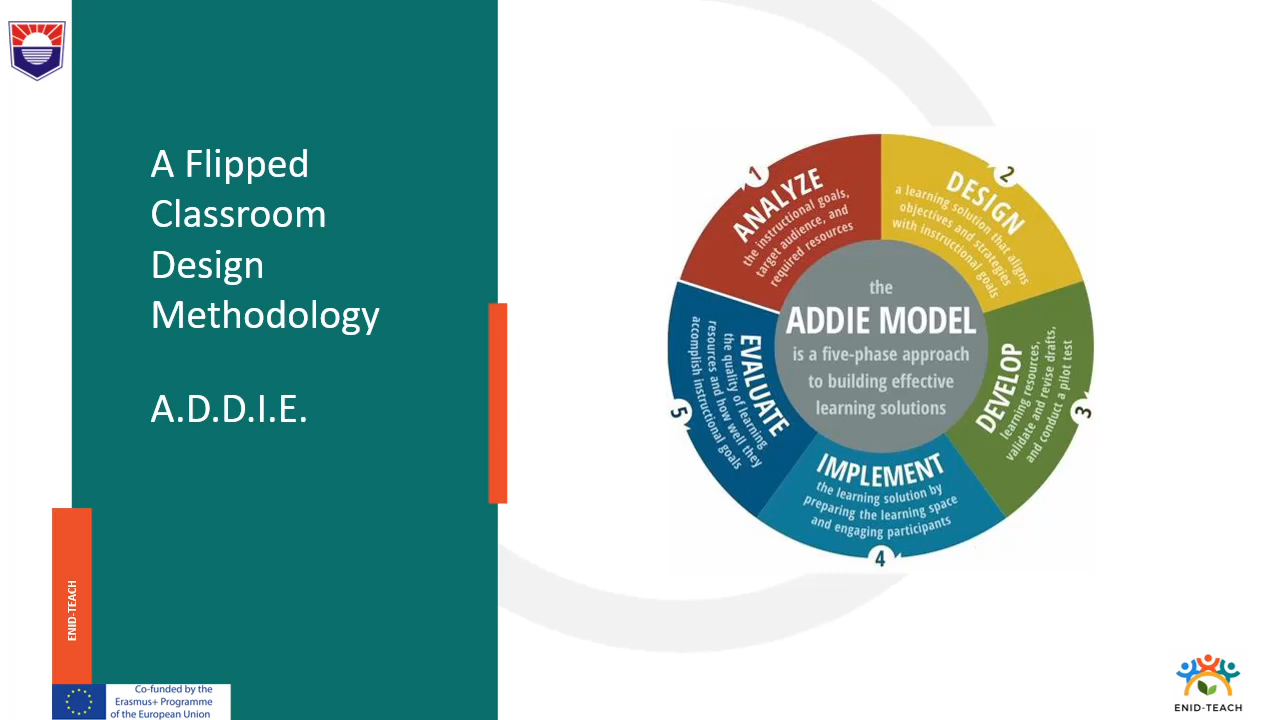 A Flipped
Classroom
Design
Methodology
A.D.D.I.E.
ENID-TEACH
Co-funded by the
Erasmus+ Programme
of the European Union
the
ADDIE MODEL
is a five-phase approach
to building effective
learning solutions
1
ANALYZE
the instructional goals,
target audience, and
required resources
2
DESIGN
a learning solution that aligns
objectives and strategies
with instructional goals
3
DEVELOP
learning resources,
validate and revise drafts,
and conduct a pilot test
4
IMPLEMENT
the learning solution by
preparing the learning space
and engaging participants
5
EVALUATE
the quality of learning
resources and how well they
accomplish instructional goals
ENID-TEACH